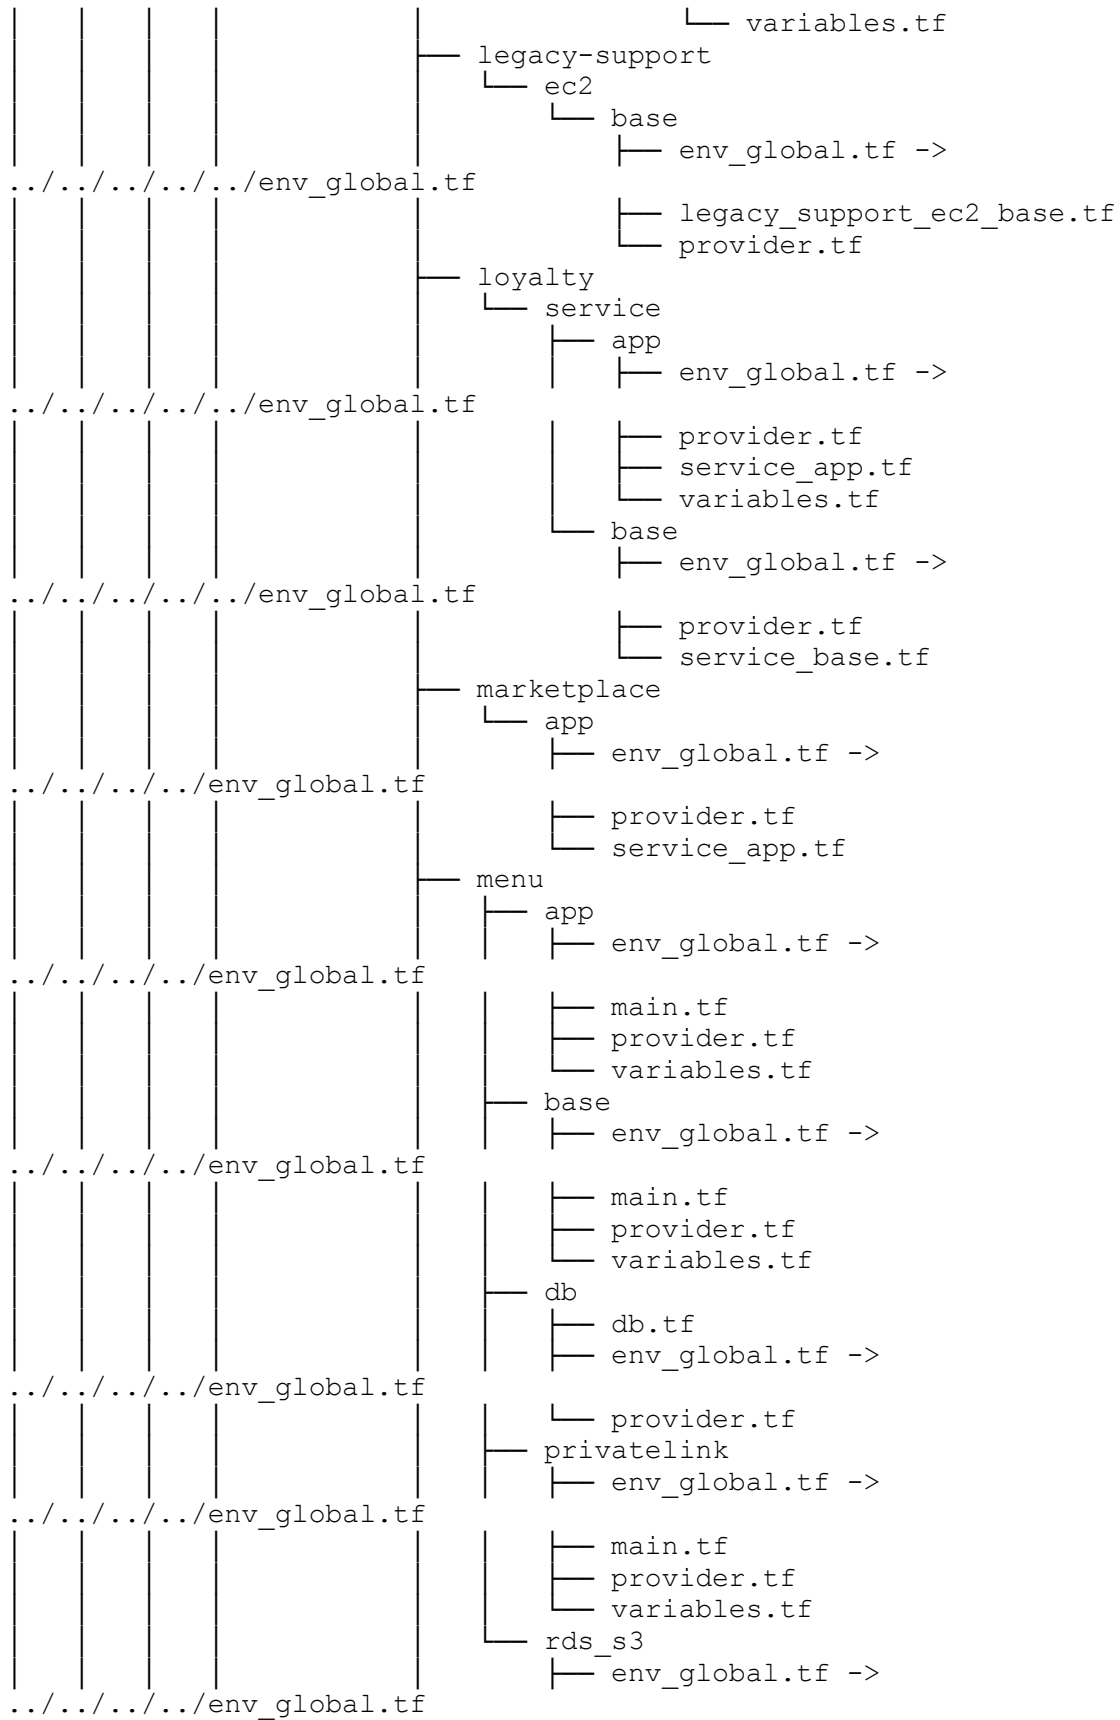 │   │   │   │           │               └── variables.tf
│   │   │   │           ├── legacy-support
│   │   │   │           │   └── ec2
│   │   │   │           │       └── base
│   │   │   │           │           ├── env_global.tf ->
../../../../../env_global.tf
│   │   │   │           │           ├── legacy_support_ec2_base.tf
│   │   │   │           │           └── provider.tf
│   │   │   │           ├── loyalty
│   │   │   │           │   └── service
│   │   │   │           │       ├── app
│   │   │   │           │       │   ├── env_global.tf ->
../../../../../env_global.tf
│   │   │   │           │       │   ├── provider.tf
│   │   │   │           │       │   ├── service_app.tf
│   │   │   │           │       │   └── variables.tf
│   │   │   │           │       └── base
│   │   │   │           │           ├── env_global.tf ->
../../../../../env_global.tf
│   │   │   │           │           ├── provider.tf
│   │   │   │           │           └── service_base.tf
│   │   │   │           ├── marketplace
│   │   │   │           │   └── app
│   │   │   │           │       ├── env_global.tf ->
../../../../env_global.tf
│   │   │   │           │       ├── provider.tf
│   │   │   │           │       └── service_app.tf
│   │   │   │           ├── menu
│   │   │   │           │   ├── app
│   │   │   │           │   │   ├── env_global.tf ->
../../../../env_global.tf
│   │   │   │           │   │   ├── main.tf
│   │   │   │           │   │   ├── provider.tf
│   │   │   │           │   │   └── variables.tf
│   │   │   │           │   ├── base
│   │   │   │           │   │   ├── env_global.tf ->
../../../../env_global.tf
│   │   │   │           │   │   ├── main.tf
│   │   │   │           │   │   ├── provider.tf
│   │   │   │           │   │   └── variables.tf
│   │   │   │           │   ├── db
│   │   │   │           │   │   ├── db.tf
│   │   │   │           │   │   ├── env_global.tf ->
../../../../env_global.tf
│   │   │   │           │   │   └── provider.tf
│   │   │   │           │   ├── privatelink
│   │   │   │           │   │   ├── env_global.tf ->
../../../../env_global.tf
│   │   │   │           │   │   ├── main.tf
│   │   │   │           │   │   ├── provider.tf
│   │   │   │           │   │   └── variables.tf
│   │   │   │           │   └── rds_s3
│   │   │   │           │       ├── env_global.tf ->
../../../../env_global.tf